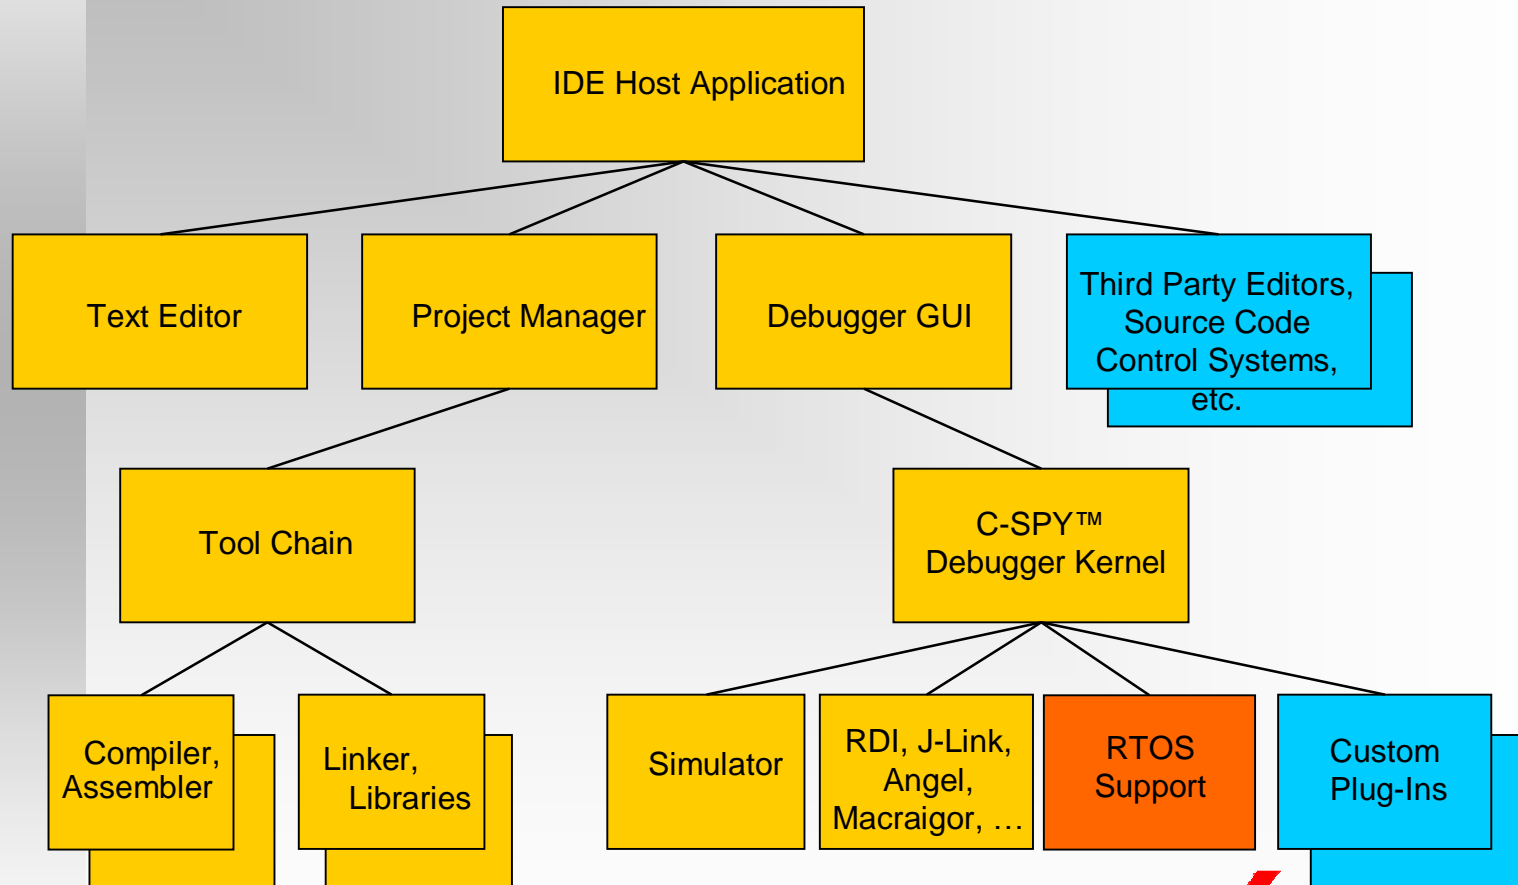 IDE Host Application
Text Editor
Project Manager
Debugger GUI
Third Party Editors,
Source Code
Control Systems,
etc.
Tool Chain
C-SPY™
Debugger Kernel
Compiler,
Assembler
Linker,
Libraries
Simulator
RDI, J-Link,
Angel,
Macraigor, …
RTOS
Support
Custom
Plug-Ins